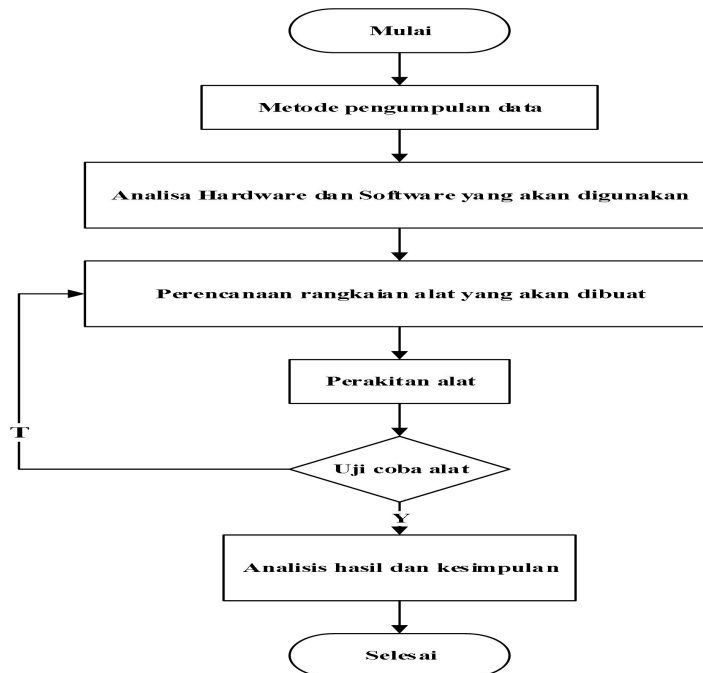 Mulai
Metode pengumpulan data
Analisa Hardware dan Software yang akan digunakan
Perencanaan rangkaian alat yang akan dibuat
Perakitan alat
T
Uji coba alat
Y
Analisis hasil dan kesimpulan
Selesai